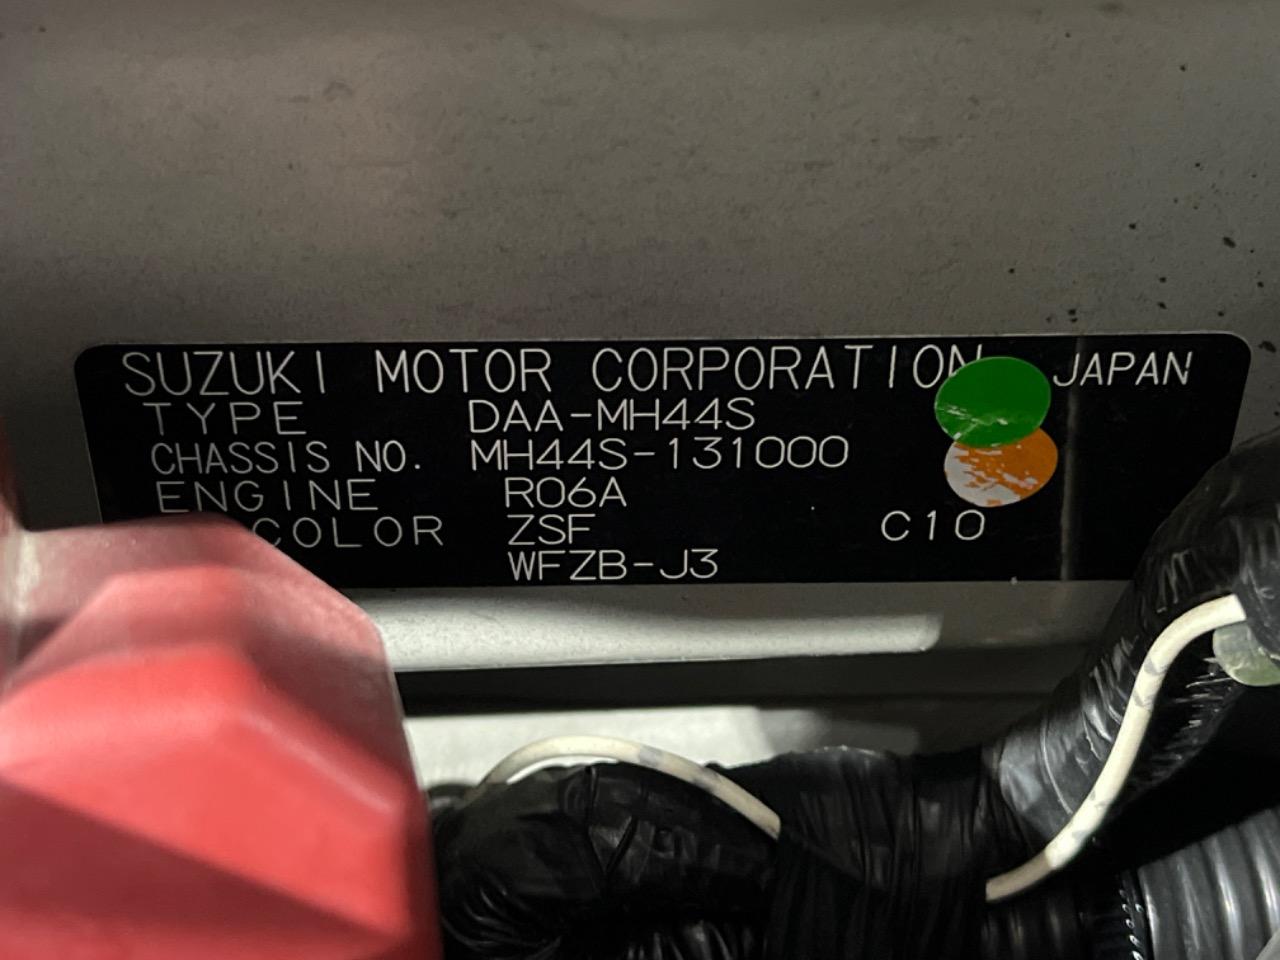 SUZUKI MOTOR CORPORATION JAPAN
TYPE DAA-MH44S
CHASSIS NO. MH44S-131000
ENGINE R06A
COLOR ZSF C10
WFZB-J3